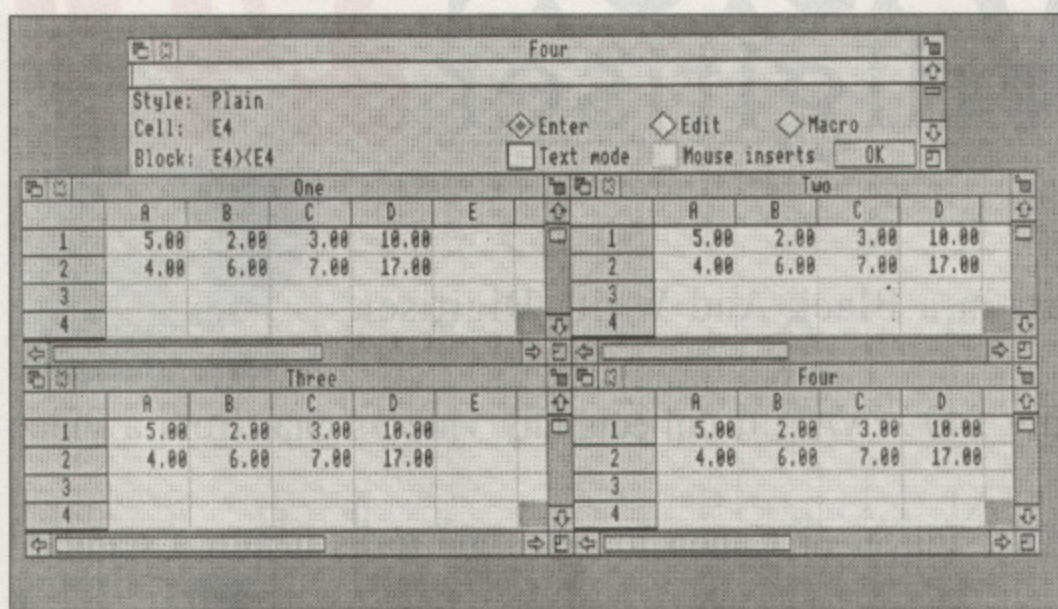 Four
Style: Plain
Cell: E4
Block: E4><E4
Enter Edit Macro
Text mode Mouse inserts OK
One
A B C D E
1 5.00 2.00 3.00 10.00
2 4.00 6.00 7.00 17.00
3
4
Two
A B C D
1 5.00 2.00 3.00 10.00
2 4.00 6.00 7.00 17.00
3
4
Three
A B C D E
1 5.00 2.00 3.00 10.00
2 4.00 6.00 7.00 17.00
3
4
Four
A B C D
1 5.00 2.00 3.00 10.00
2 4.00 6.00 7.00 17.00
3
4